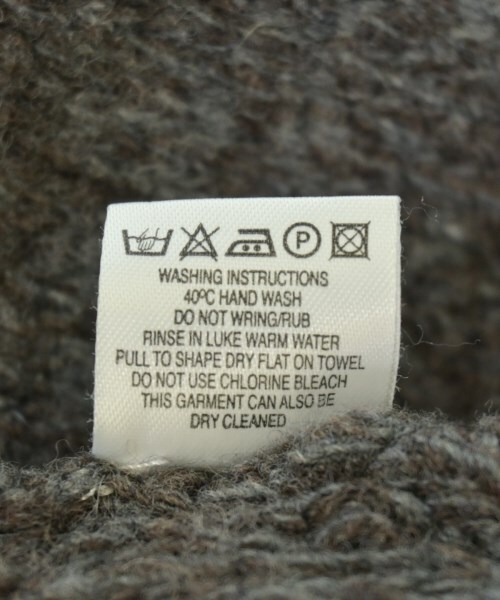 P
WASHING INSTRUCTIONS
40ºC HAND WASH
DO NOT WRING/RUB
RINSE IN LUKE WARM WATER
PULL TO SHAPE DRY FLAT ON TOWEL
DO NOT USE CHLORINE BLEACH
THIS GARMENT CAN ALSO BE
DRY CLEANED